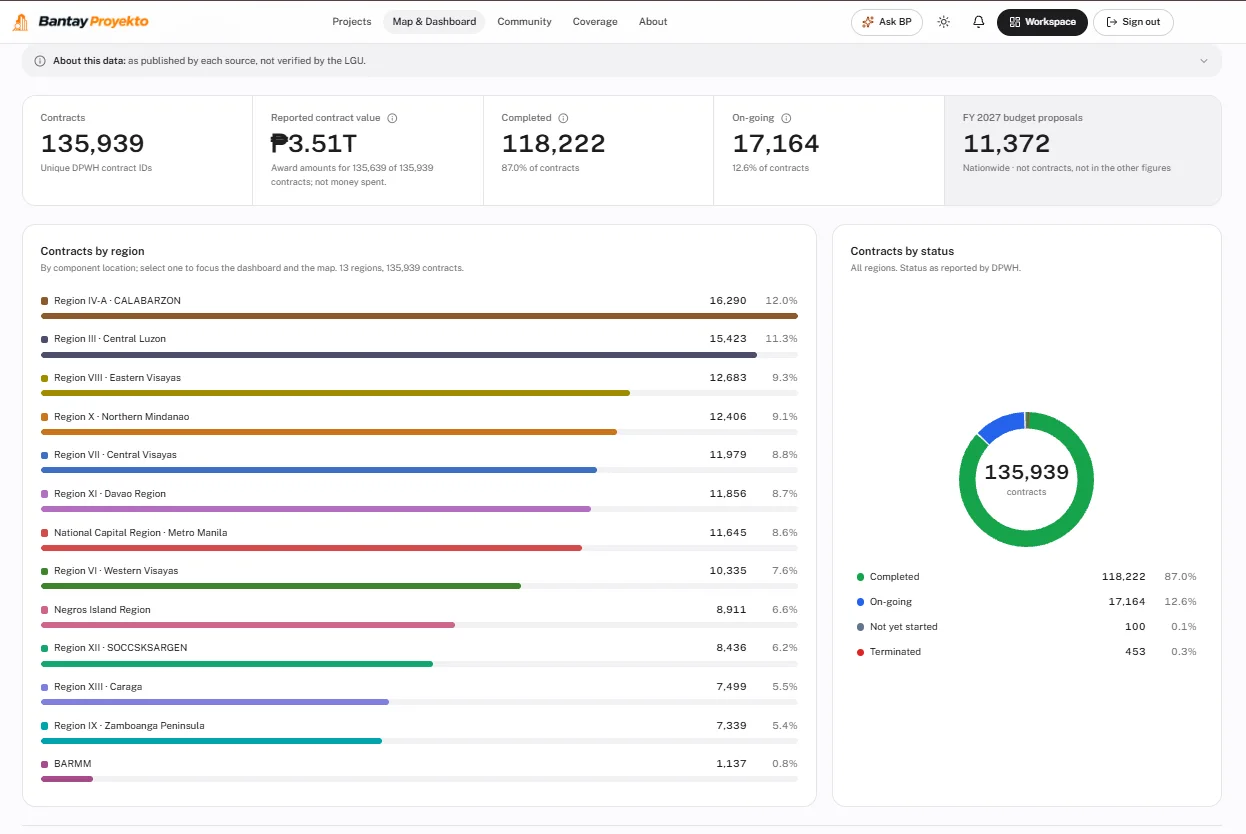 Bantay Proyekto
Projects
Map & Dashboard
Community
Coverage
About
Ask BP
Workspace
Sign out
About this data: as published by each source, not verified by the LGU.
Contracts
135,939
Unique DPWH contract IDs
Reported contract value
₱3.51T
Award amounts for 135,639 of 135,939
contracts; not money spent.
Completed
118,222
87.0% of contracts
On-going
17,164
12.6% of contracts
FY 2027 budget proposals
11,372
Nationwide · not contracts, not in the other figures
Contracts by region
By component location; select one to focus the dashboard and the map. 13 regions, 135,939 contracts.
Region IV-A · CALABARZON 16,290 12.0%
Region III · Central Luzon 15,423 11.3%
Region VIII · Eastern Visayas 12,683 9.3%
Region X · Northern Mindanao 12,406 9.1%
Region VII · Central Visayas 11,979 8.8%
Region XI · Davao Region 11,856 8.7%
National Capital Region · Metro Manila 11,645 8.6%
Region VI · Western Visayas 10,335 7.6%
Negros Island Region 8,911 6.6%
Region XII · SOCCSKSARGEN 8,436 6.2%
Region XIII · Caraga 7,499 5.5%
Region IX · Zamboanga Peninsula 7,339 5.4%
BARMM 1,137 0.8%
Contracts by status
All regions. Status as reported by DPWH.
135,939
contracts
Completed 118,222 87.0%
On-going 17,164 12.6%
Not yet started 100 0.1%
Terminated 453 0.3%